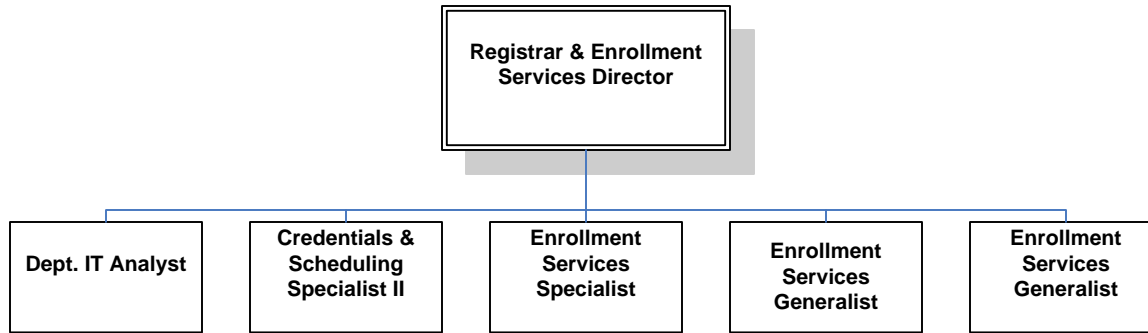 Registrar & Enrollment
Services Director
Dept. IT Analyst
Credentials &
Scheduling
Specialist II
Enrollment
Services
Specialist
Enrollment
Services
Generalist
Enrollment
Services
Generalist